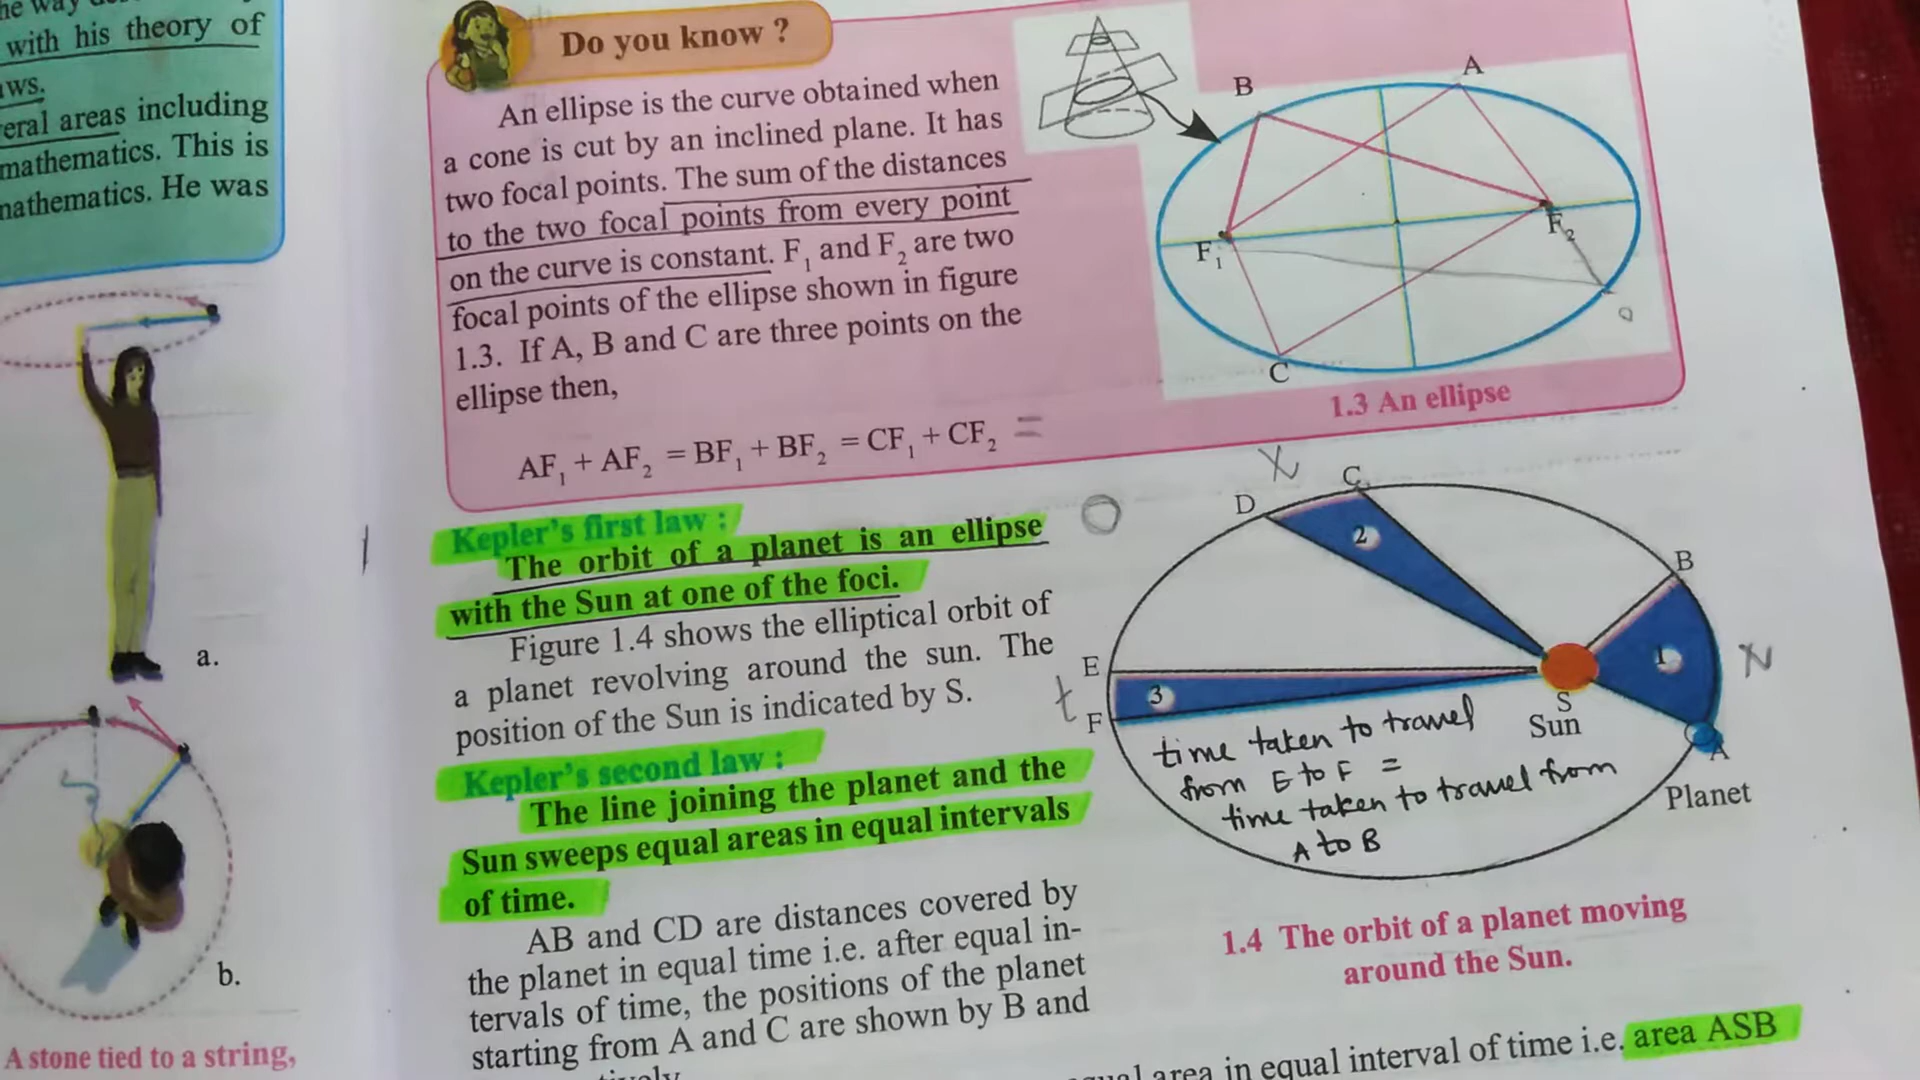 with his theory of
eral areas including
mathematics. This is
mathematics. He was
a.
b.
A stone tied to a string,
Do you know ?
An ellipse is the curve obtained when
a cone is cut by an inclined plane. It has
two focal points. The sum of the distances
to the two focal points from every point
on the curve is constant. F₁ and F₂ are two
focal points of the ellipse shown in figure
1.3. If A, B and C are three points on the
ellipse then,
AF₁ + AF₂ = BF₁ + BF₂ = CF₁ + CF₂ =
B
A
F₁
F₂
C
1.3 An ellipse
Kepler's first law :
The orbit of a planet is an ellipse
with the Sun at one of the foci.
Figure 1.4 shows the elliptical orbit of
a planet revolving around the sun. The
position of the Sun is indicated by S.
Kepler's second law :
The line joining the planet and the
Sun sweeps equal areas in equal intervals
of time.
AB and CD are distances covered by
the planet in equal time i.e. after equal in-
tervals of time, the positions of the planet
starting from A and C are shown by B and
D
C
2
B
E
1
3
t
F
S
Sun
A
Planet
time taken to travel
from E to F =
time taken to travel from
A to B
1.4 The orbit of a planet moving
around the Sun.
area in equal interval of time i.e. area ASB